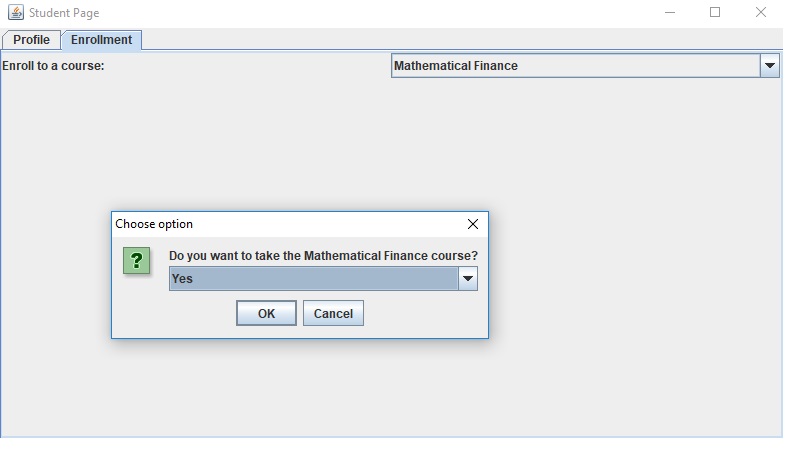 Student Page
Profile Enrollment
Enroll to a course: Mathematical Finance
Choose option
? Do you want to take the Mathematical Finance course?
Yes
OK Cancel